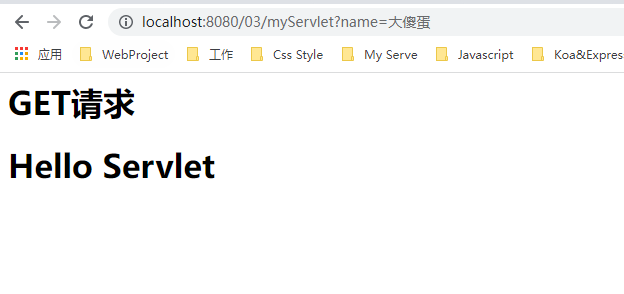 localhost:8080/03/myServlet?name=大傻蛋
应用 WebProject 工作 Css Style My Serve Javascript Koa&Expres
GET请求
Hello Servlet